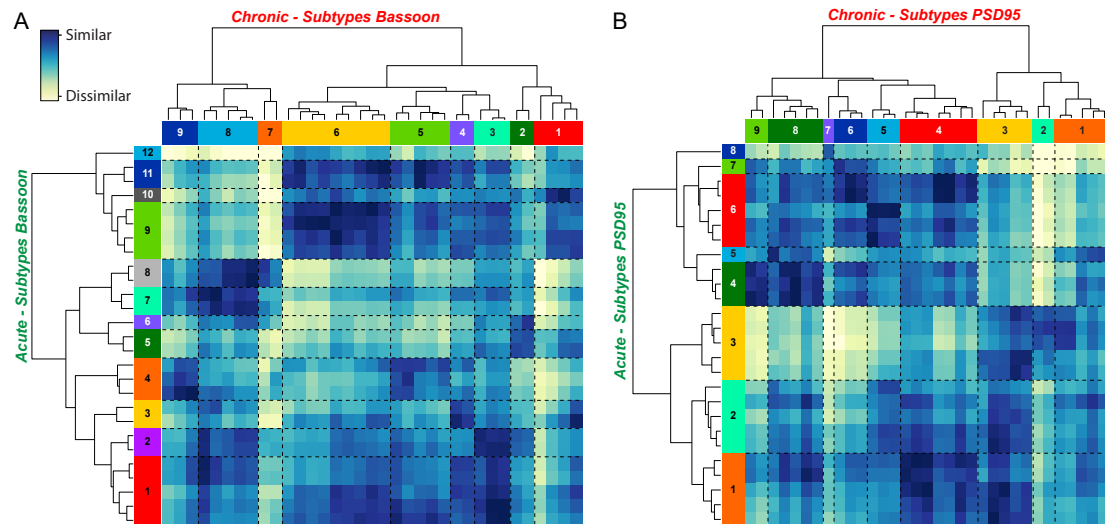 A
Chronic - Subtypes Bassoon
Similar
Dissimilar
9 8 7 6 5 4 3 2 1
Acute - Subtypes Bassoon
12
11
10
9
8
7
6
5
4
3
2
1
B
Chronic - Subtypes PSD95
9 8 7 6 5 4 3 2 1
Acute - Subtypes PSD95
8
7
6
5
4
3
2
1